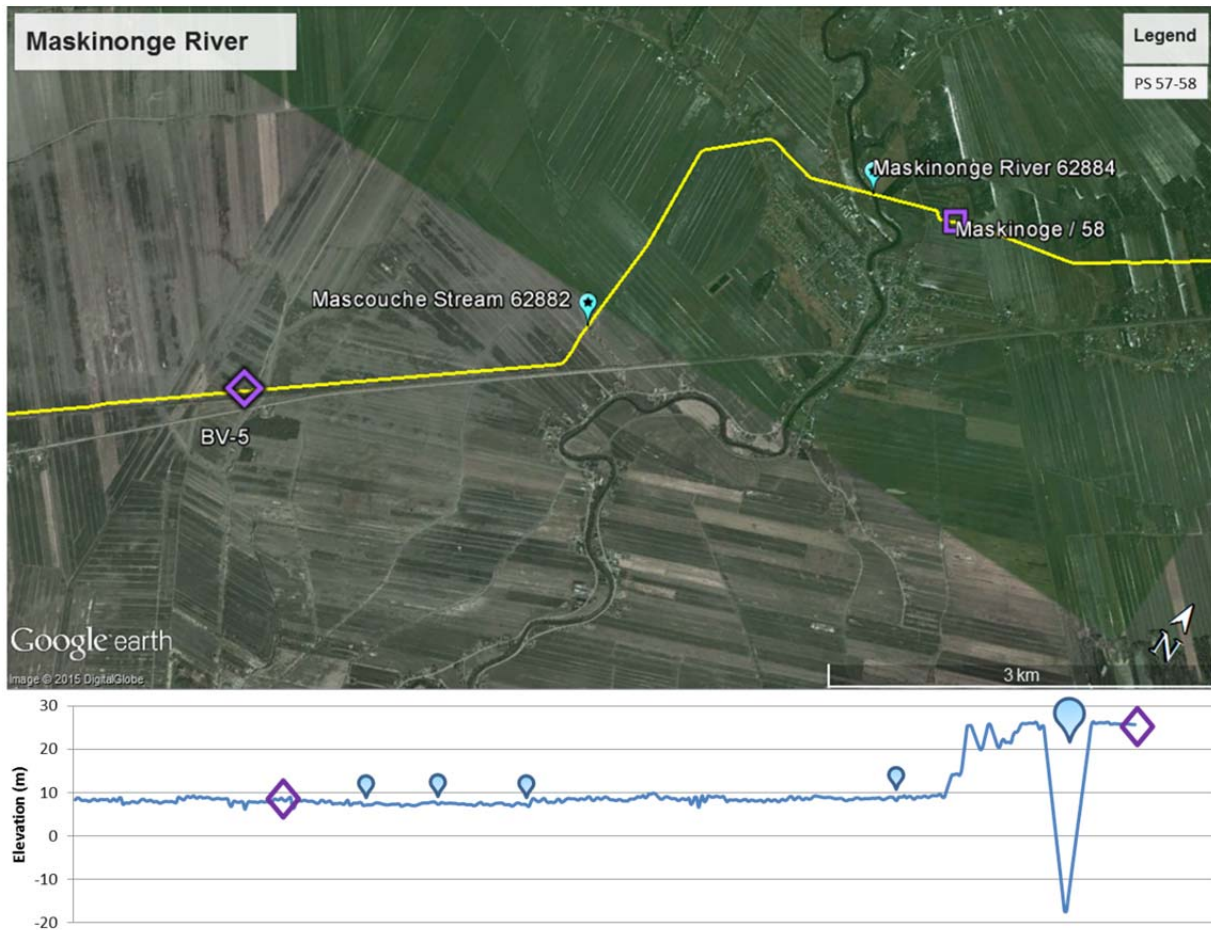 Maskinonge River
Legend
PS 57-58
Maskinonge River 62884
Maskinoge / 58
Mascouche Stream 62882
BV-5
N
Google earth
Image © 2015 DigitalGlobe
3 km
30
20
10
0
-10
-20
Elevation (m)